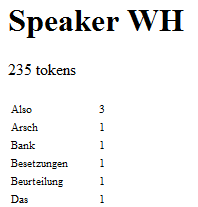 Speaker WH
235 tokens
Also 3
Arsch 1
Bank 1
Besetzungen 1
Beurteilung 1
Das 1